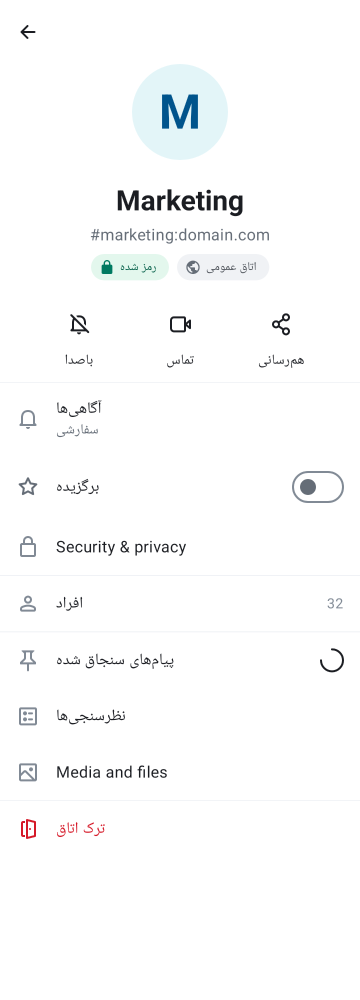 M
Marketing
#marketing:domain.com
رمز شده
اتاق عمومی
باصدا
تماس
هم‌رسانی
آگاهی‌ها
سفارشی
برگزیده
Security & privacy
افراد
32
پیام‌های سنجاق شده
نظرسنجی‌ها
Media and files
ترک اتاق